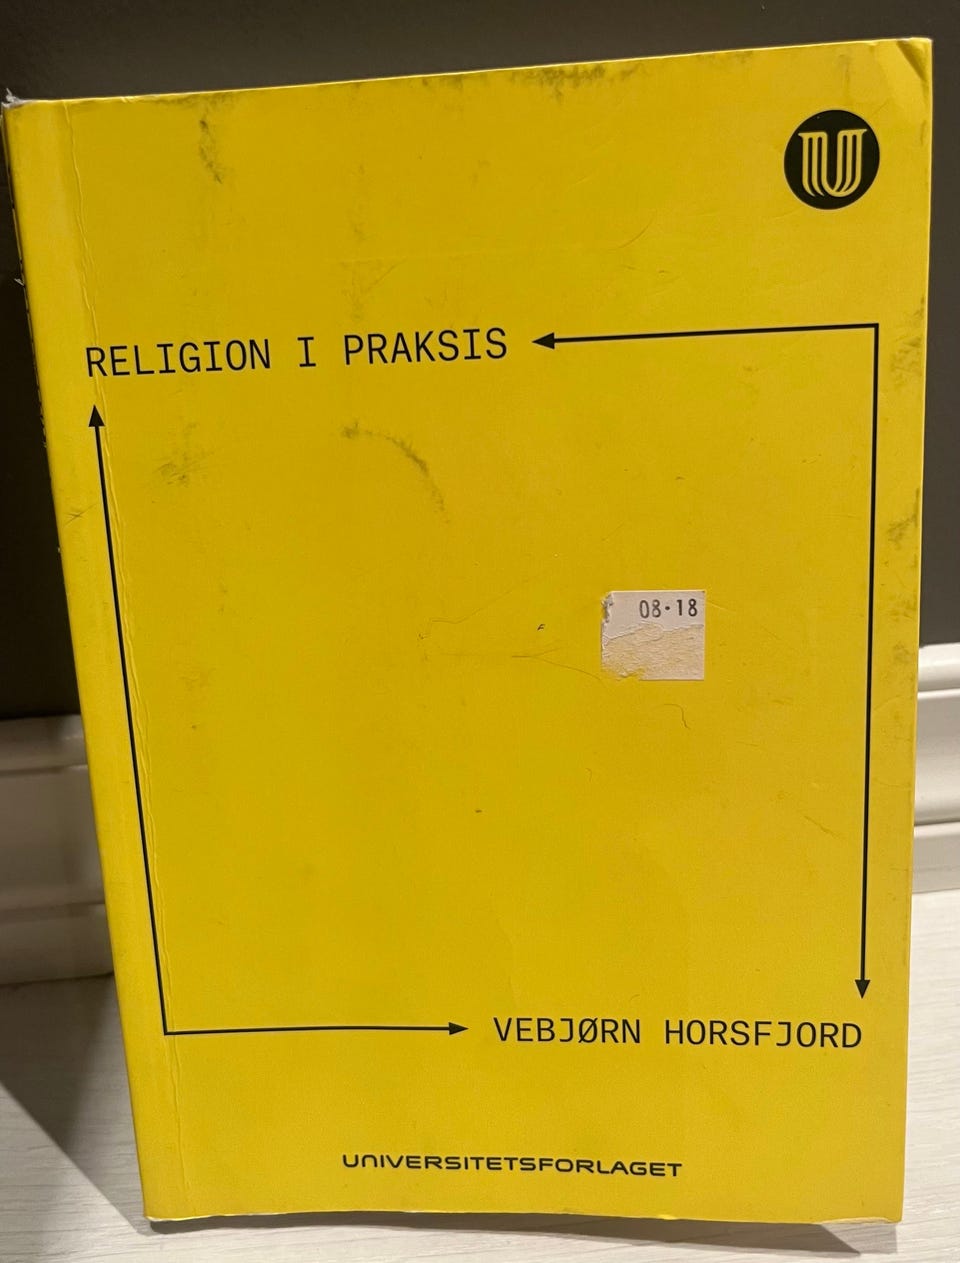 U
RELIGION I PRAKSIS
08·18
VEBJØRN HORSFJORD
UNIVERSITETSFORLAGET